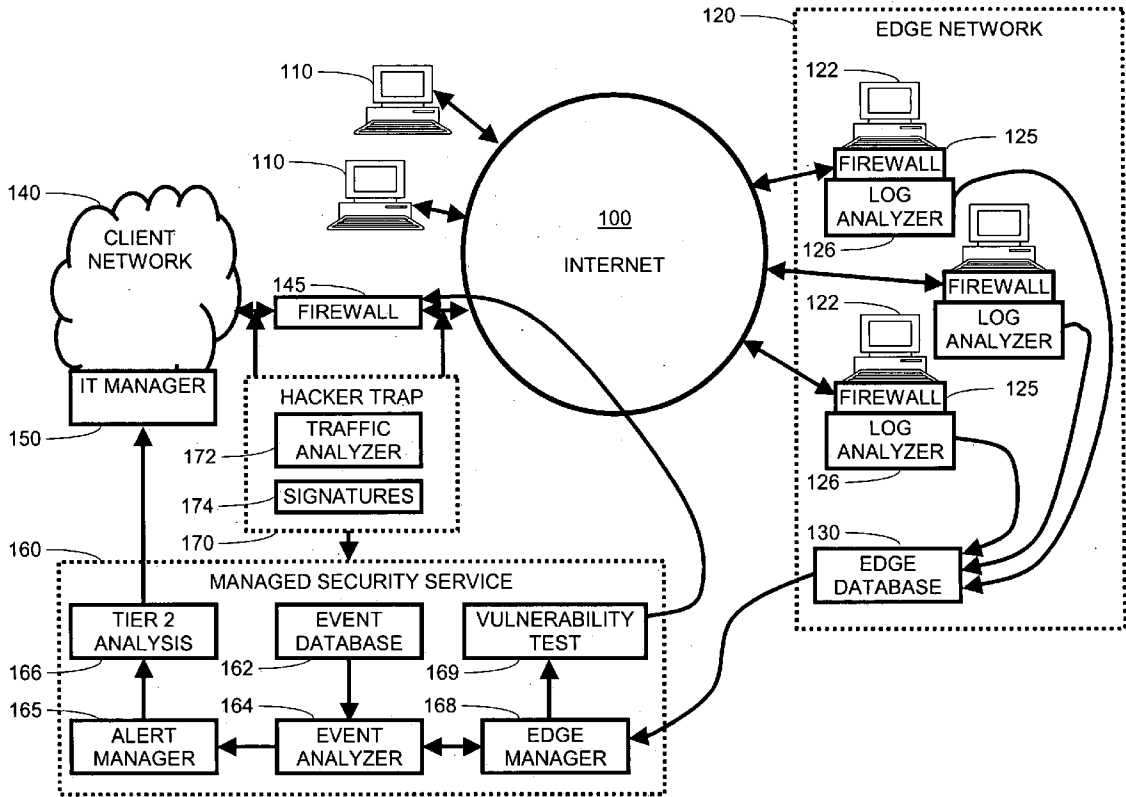 120
EDGE NETWORK
110
122
125
FIREWALL
LOG
ANALYZER
126
110
140
CLIENT
NETWORK
100
INTERNET
145
FIREWALL
FIREWALL
LOG
ANALYZER
122
125
FIREWALL
LOG
ANALYZER
126
IT MANAGER
150
HACKER TRAP
172
TRAFFIC
ANALYZER
174
SIGNATURES
170
130
EDGE
DATABASE
160
MANAGED SECURITY SERVICE
TIER 2
ANALYSIS
EVENT
DATABASE
VULNERABILITY
TEST
166
162
169
165
164
168
ALERT
MANAGER
EVENT
ANALYZER
EDGE
MANAGER